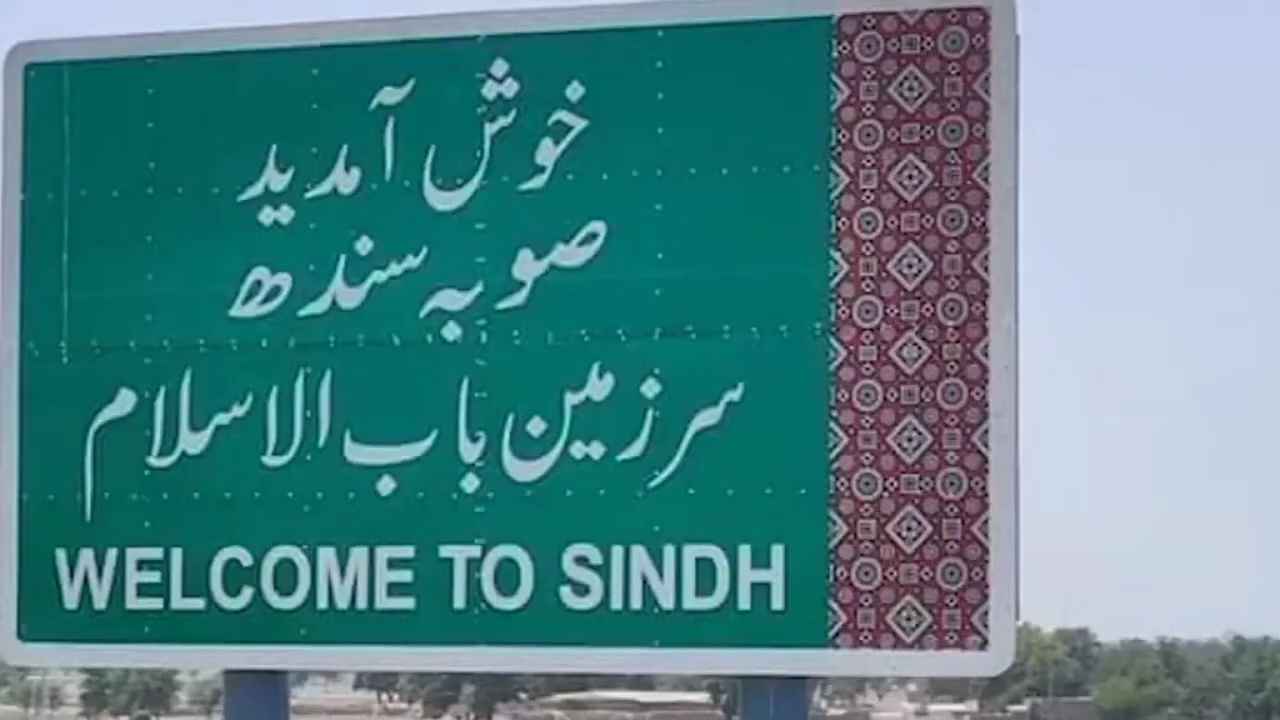 خوش آمدید
صوبہ سندھ
سرزمین باب الاسلام
WELCOME TO SINDH